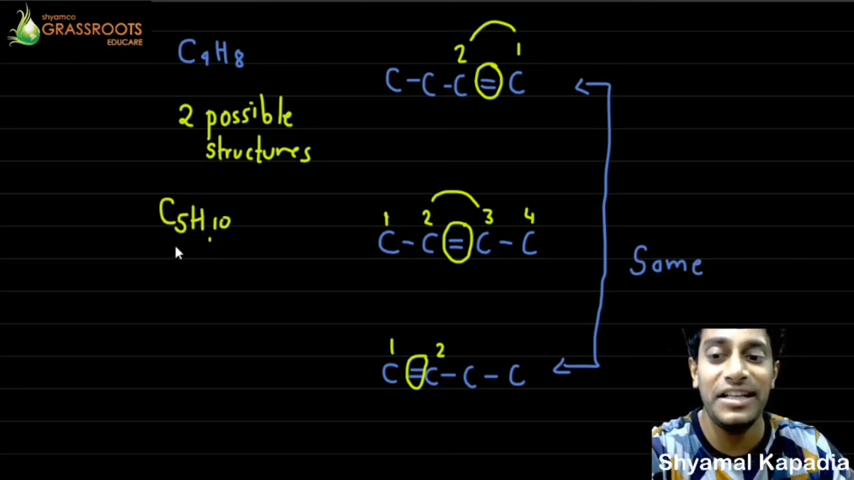 shyamco
GRASSROOTS
EDUCARE
C4H8
2 possible
structures
C5H10
2 1
C - C - C = C
1 2 3 4
C - C = C - C
Same
1 2
C = C - C - C
Shyamal Kapadia